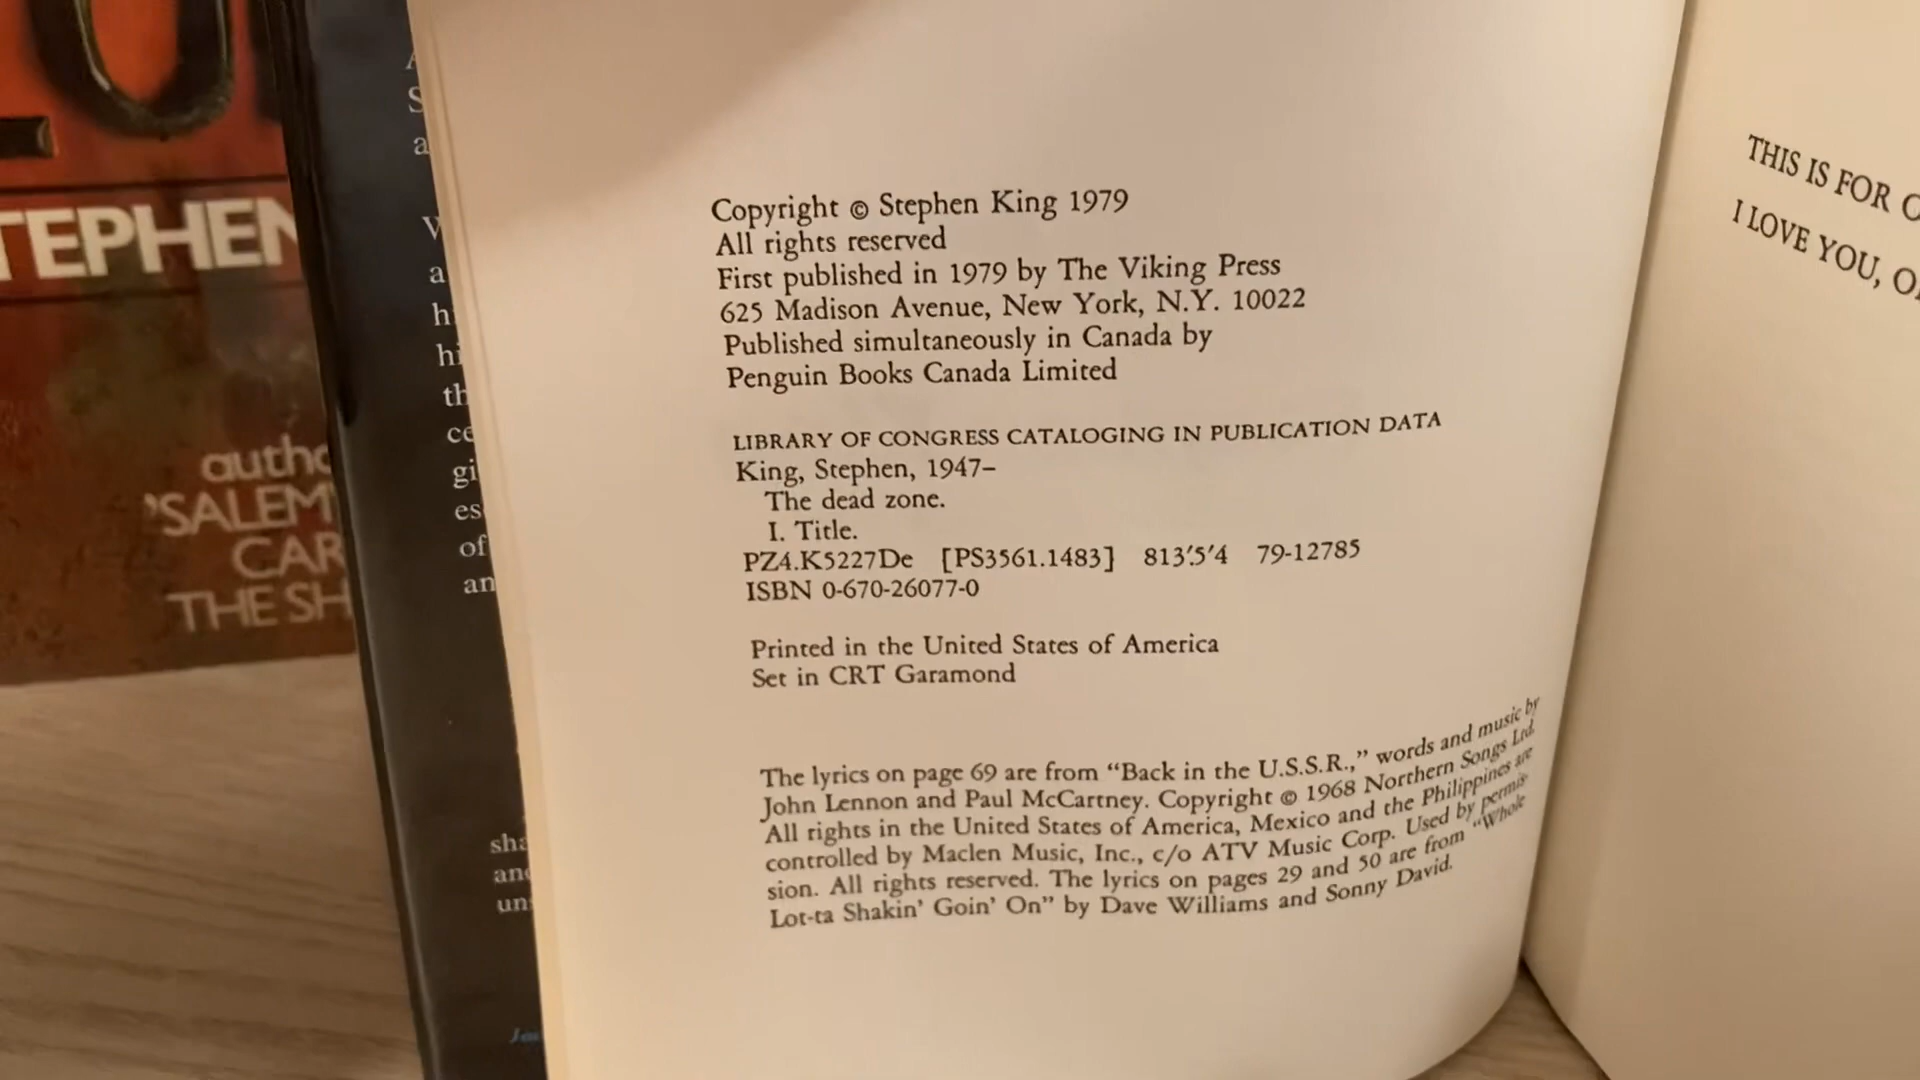 TEPHEN
'SALEM'
THE SH
Copyright © Stephen King 1979
All rights reserved
First published in 1979 by The Viking Press
625 Madison Avenue, New York, N.Y. 10022
Published simultaneously in Canada by
Penguin Books Canada Limited
LIBRARY OF CONGRESS CATALOGING IN PUBLICATION DATA
King, Stephen, 1947–
The dead zone.
I. Title.
PZ4.K5227De [PS3561.1483] 813'.5'4 79-12785
ISBN 0-670-26077-0
Printed in the United States of America
Set in CRT Garamond
The lyrics on page 69 are from “Back in the U.S.S.R.,” words and music by
John Lennon and Paul McCartney. Copyright © 1968 Northern Songs Ltd.
All rights in the United States of America, Mexico and the Philippines are
controlled by Maclen Music, Inc., c/o ATV Music Corp. Used by permis-
sion. All rights reserved. The lyrics on pages 29 and 50 are from “Whole
Lot-ta Shakin' Goin' On” by Dave Williams and Sonny David.
THIS IS FOR
I LOVE YOU,